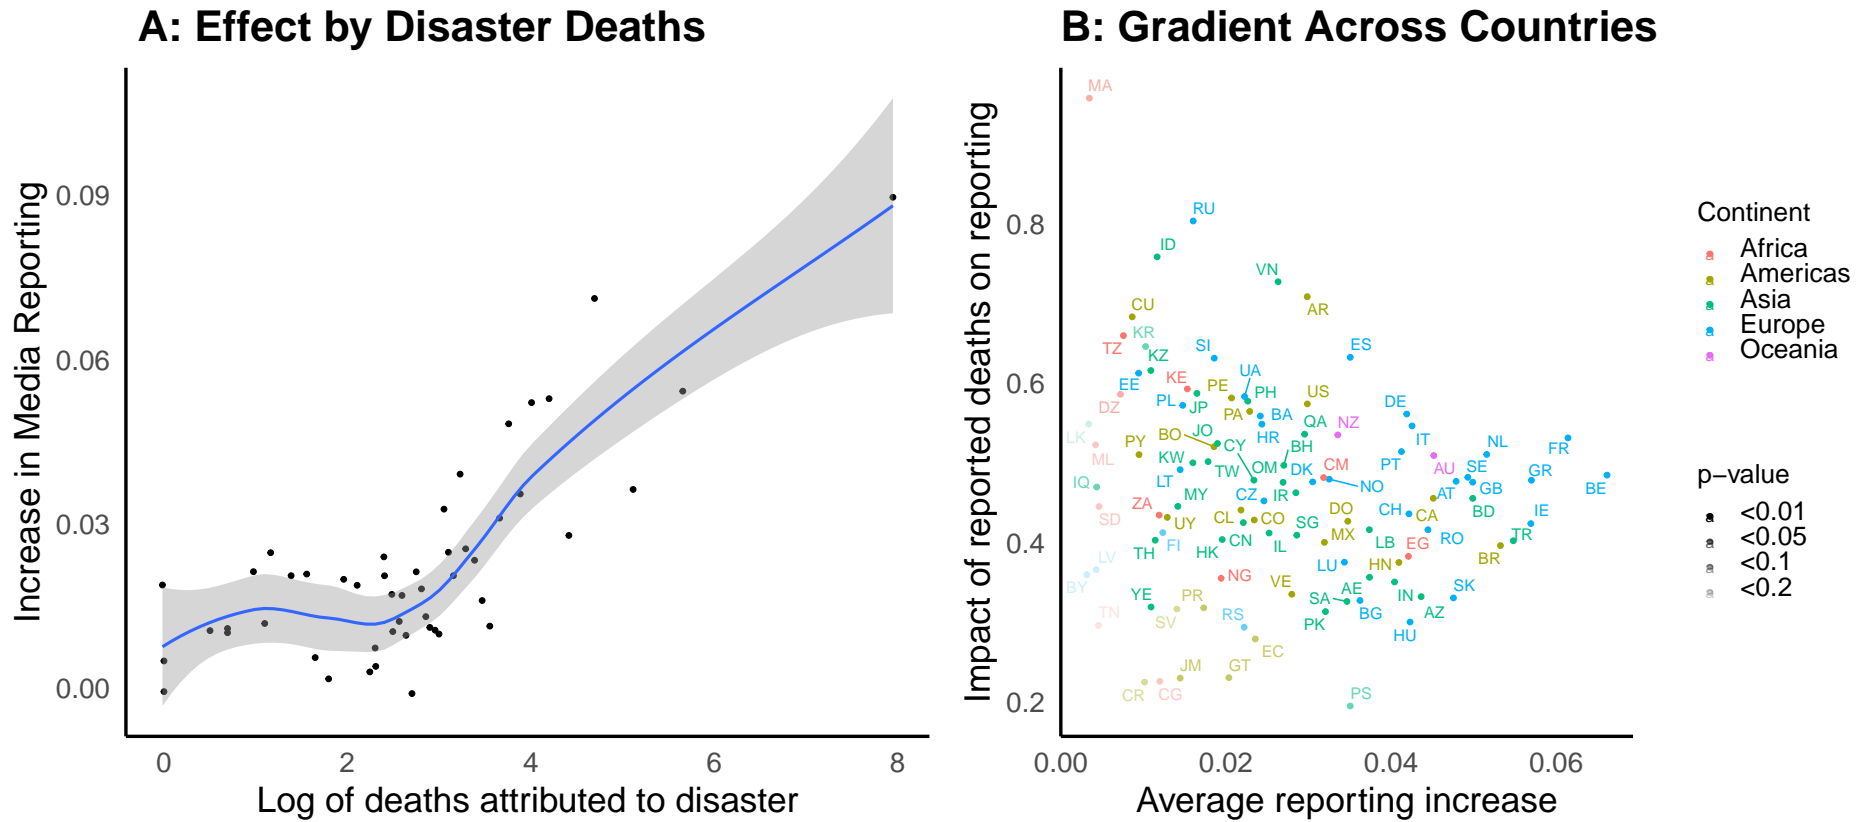 A: Effect by Disaster Deaths
Increase in Media Reporting
0.09
0.06
0.03
0.00
0
2
4
6
8
Log of deaths attributed to disaster
B: Gradient Across Countries
Impact of reported deaths on reporting
0.8
0.6
0.4
0.2
0.00
0.02
0.04
0.06
Average reporting increase
MA
RU
ID
VN
CU
AR
KR
TZ
KZ
SI
ES
EE
KE
UA
PE
PH
US
DZ
PL
JP
PA
BA
DE
LK
JO
HR
QA
NZ
IT
ML
PY
BO
CY
BH
NL
FR
KW
TW
OM
DK
CM
PT
AU
SE
GR
IQ
LT
NO
AT
GB
BE
SD
ZA
MY
CZ
IR
DO
CH
CA
BD
IE
UY
CL
CO
SG
MX
TH
FI
HK
CN
IL
LB
EG
RO
TR
LV
BY
NG
LU
HN
BR
VE
YE
PR
AE
IN
SK
TN
SV
RS
SA
PK
BG
AZ
HU
EC
JM
GT
CR
CG
PS
Continent
a Africa
a Americas
a Asia
a Europe
a Oceania
p−value
a <0.01
a <0.05
a <0.1
a <0.2